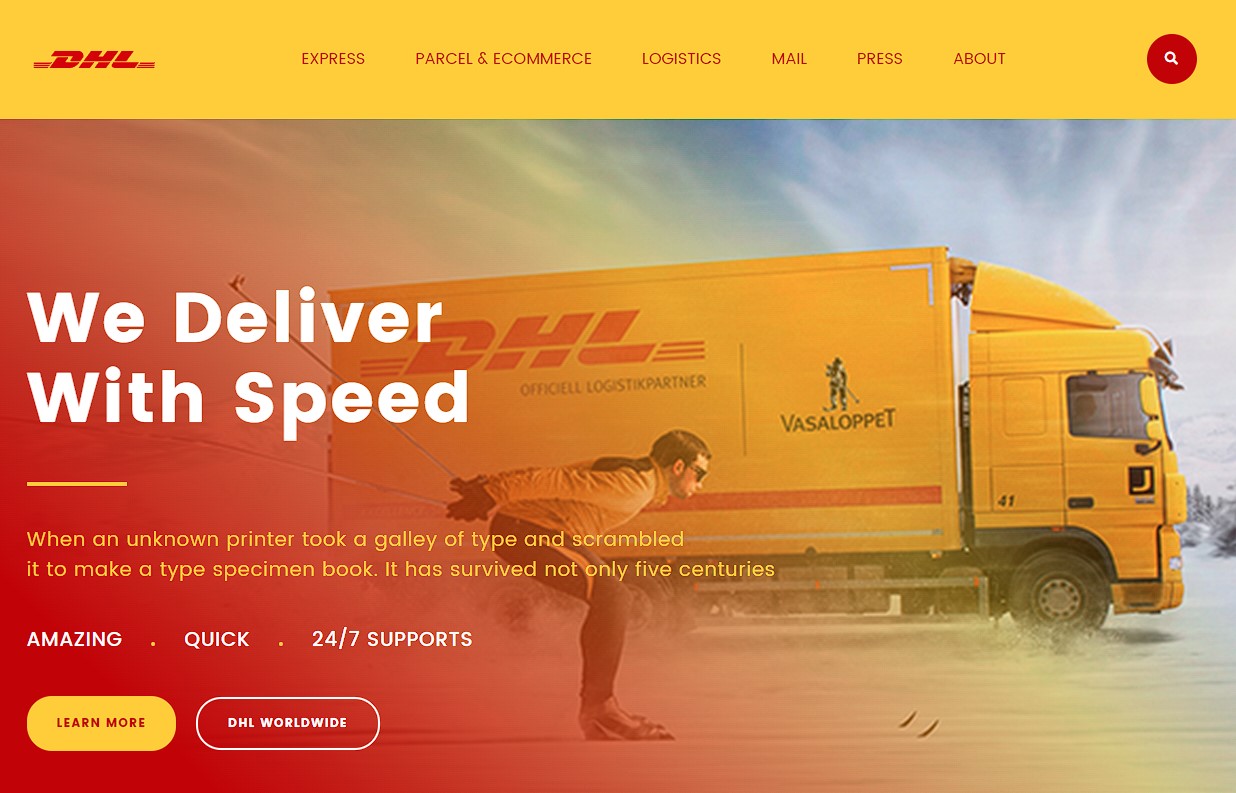 DHL
EXPRESS
PARCEL & ECOMMERCE
LOGISTICS
MAIL
PRESS
ABOUT
We Deliver
With Speed
DHL
OFFICIELL LOGISTIKPARTNER
VASALOPPET
41
When an unknown printer took a galley of type and scrambled
it to make a type specimen book. It has survived not only five centuries
AMAZING . QUICK . 24/7 SUPPORTS
LEARN MORE
DHL WORLDWIDE